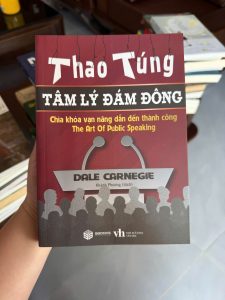 Thao Túng
TÂM LÝ ĐÁM ĐÔNG
Chìa khóa vạn năng dẫn đến thành công
The Art Of Public Speaking
DALE CARNEGIE
vh